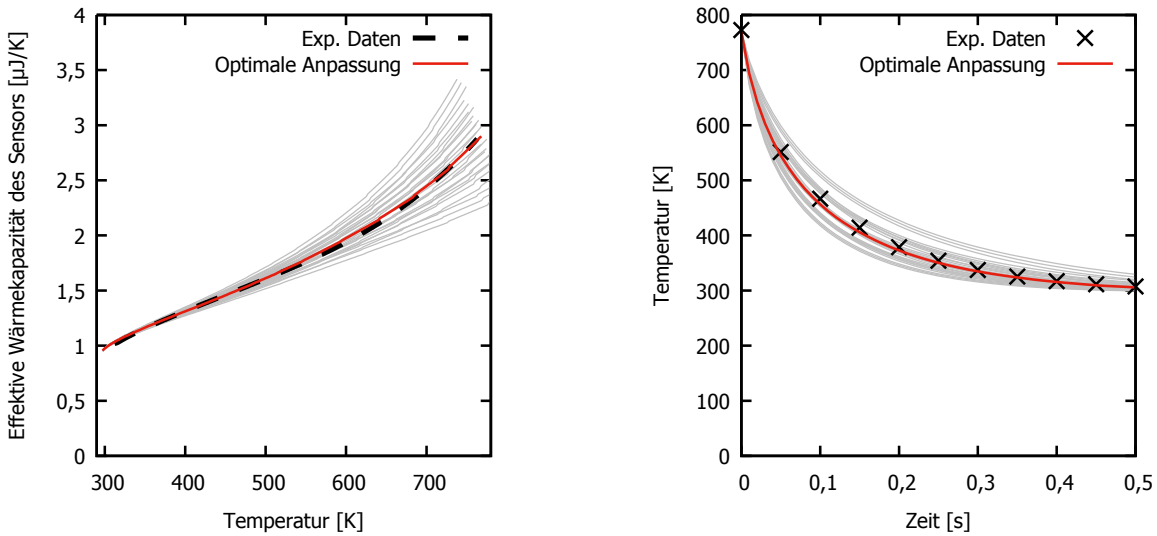 Effektive Wärmekapazität des Sensors [µJ/K]
4
3,5
3
2,5
2
1,5
1
0,5
0
300 400 500 600 700
Temperatur [K]
Exp. Daten
Optimale Anpassung
Temperatur [K]
800
700
600
500
400
300
200
100
0
0 0,1 0,2 0,3 0,4 0,5
Zeit [s]
Exp. Daten
Optimale Anpassung